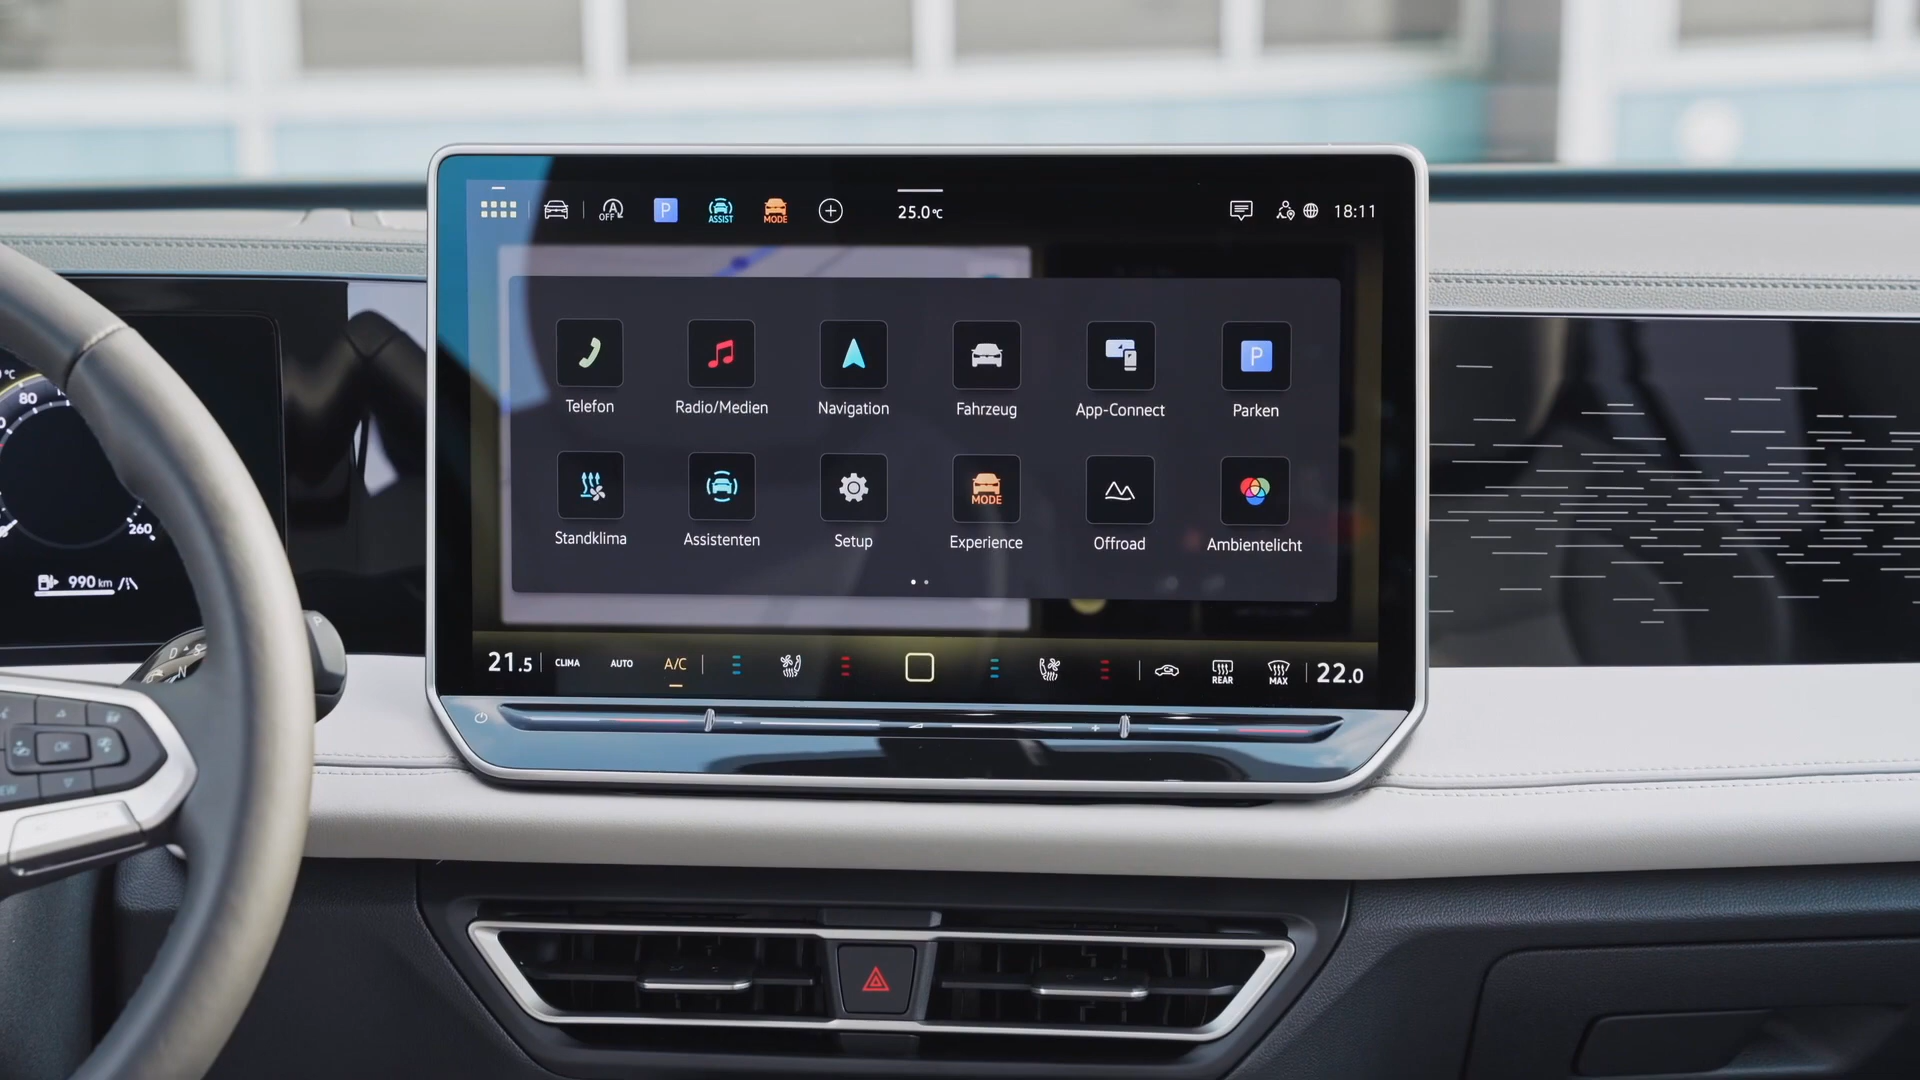 OFF
P
ASSIST
MODE
25.0°C
18:11
P
Telefon
Radio/Medien
Navigation
Fahrzeug
App-Connect
Parken
MODE
Standklima
Assistenten
Setup
Experience
Offroad
Ambientelicht
21.5
CLIMA
AUTO
A/C
REAR
MAX
22.0
°C
80
260
990 km
P
D
S
N
OK